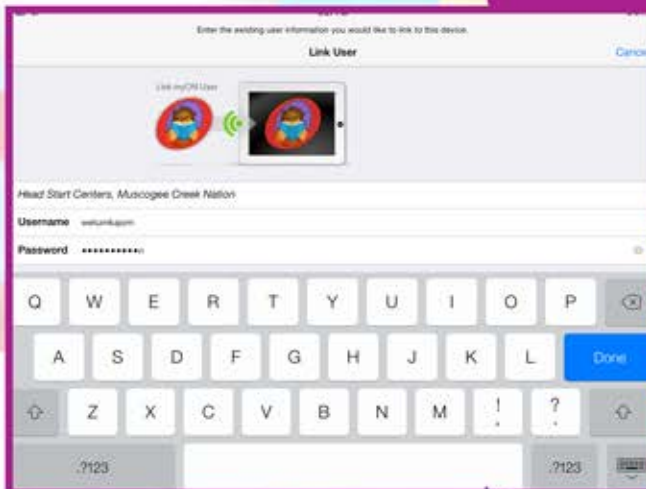 Enter the existing user information you would like to link to this device.
Link User
Cancel
Link myON User
Head Start Centers, Muscogee Creek Nation
Username
Password ••••••••••n
Q W E R T Y U I O P
A S D F G H J K L Done
Z X C V B N M ! , ? .
.?123 .?123